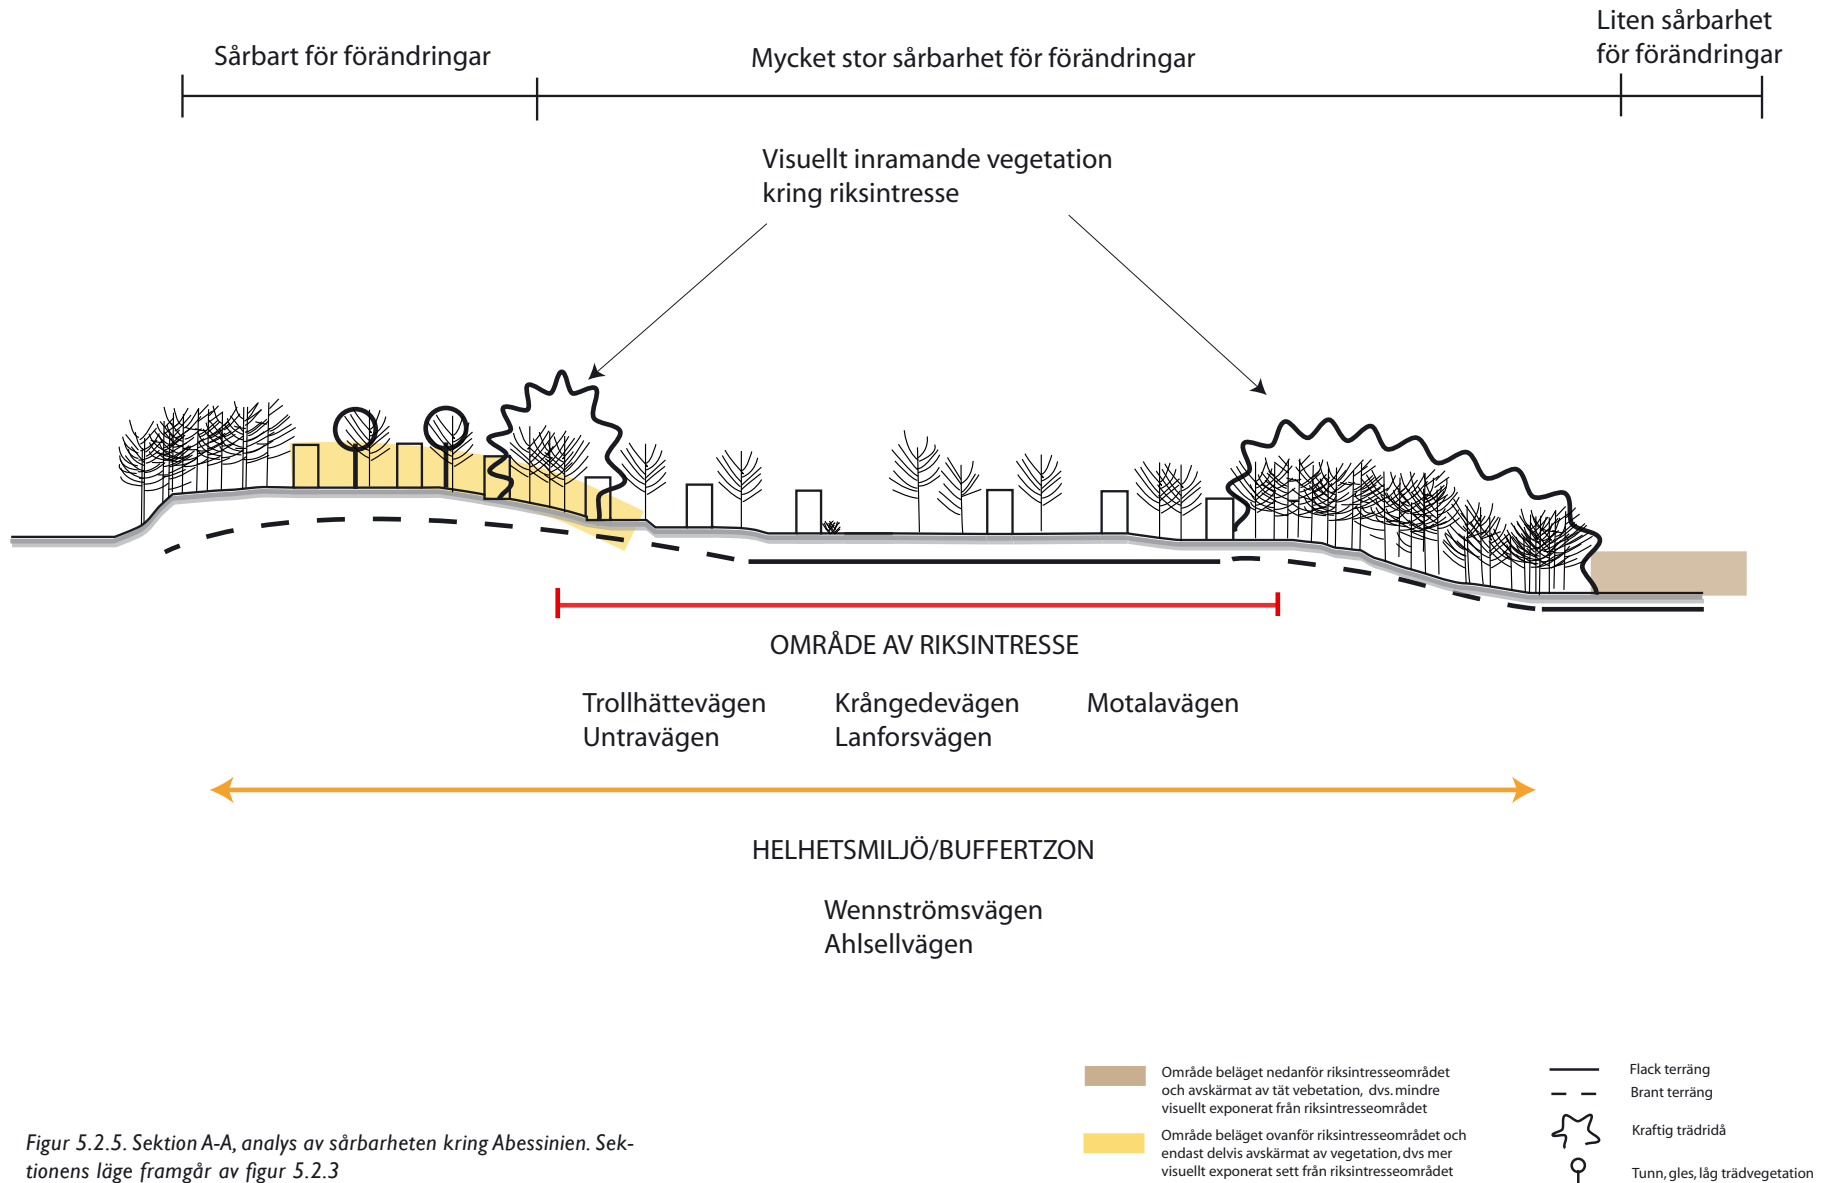 Sårbart för förändringar
Mycket stor sårbarhet för förändringar
Liten sårbarhet
för förändringar
Visuellt inramande vegetation
kring riksintresse
OMRÅDE AV RIKSINTRESSE
Trollhättevägen
Untravägen
Krångedevägen
Lanforsvägen
Motalavägen
HELHETSMILJÖ/BUFFERTZON
Wennströmsvägen
Ahlsellvägen
Område beläget nedanför riksintresseområdet
och avskärmat av tät vebetation, dvs. mindre
visuellt exponerat från riksintresseområdet
Område beläget ovanför riksintresseområdet och
endast delvis avskärmat av vegetation, dvs mer
visuellt exponerat sett från riksintresseområdet
Flack terräng
Brant terräng
Kraftig trädridå
Tunn, gles, låg trädvegetation
Figur 5.2.5. Sektion A-A, analys av sårbarheten kring Abessinien. Sek-
tionens läge framgår av figur 5.2.3